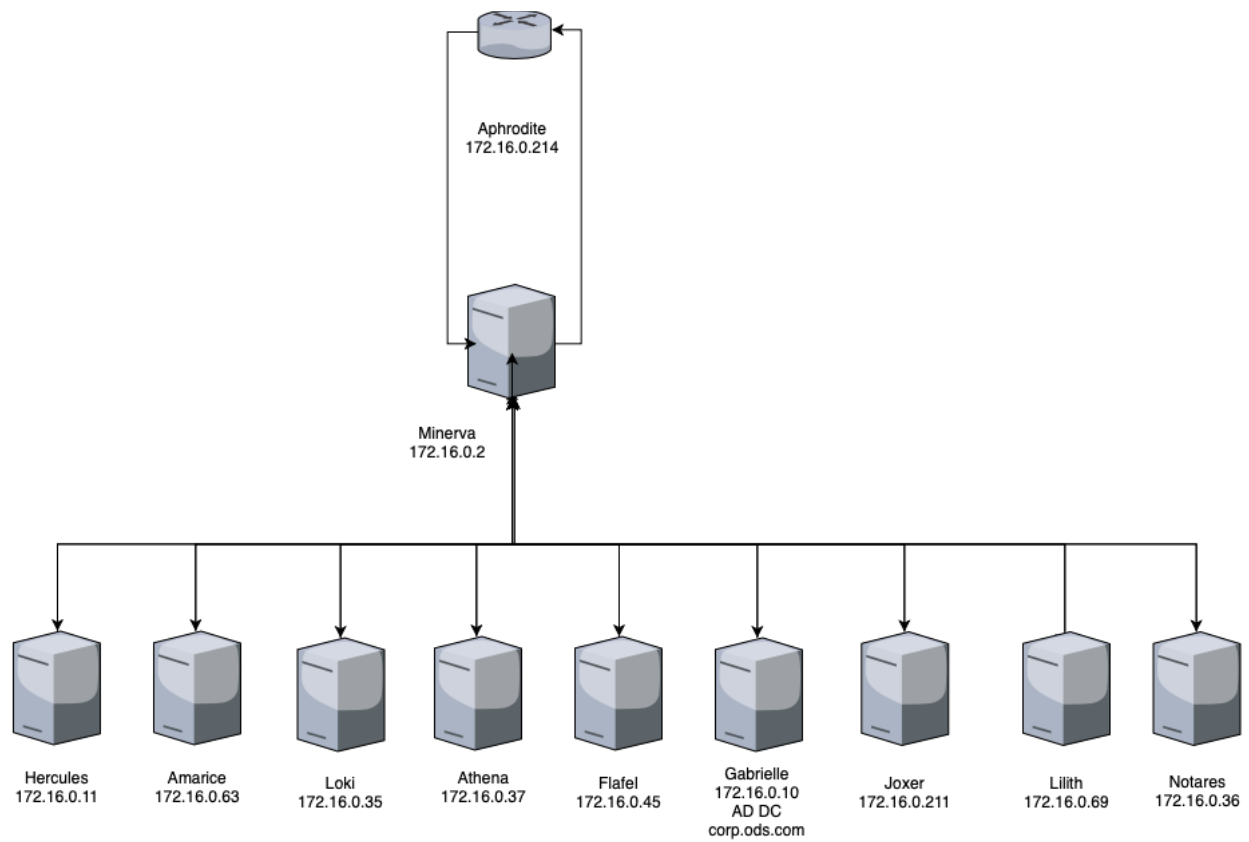 Aphrodite
172.16.0.214
Minerva
172.16.0.2
Hercules
172.16.0.11
Amarice
172.16.0.63
Loki
172.16.0.35
Athena
172.16.0.37
Flafel
172.16.0.45
Gabrielle
172.16.0.10
AD DC
corp.ods.com
Joxer
172.16.0.211
Lilith
172.16.0.69
Notares
172.16.0.36